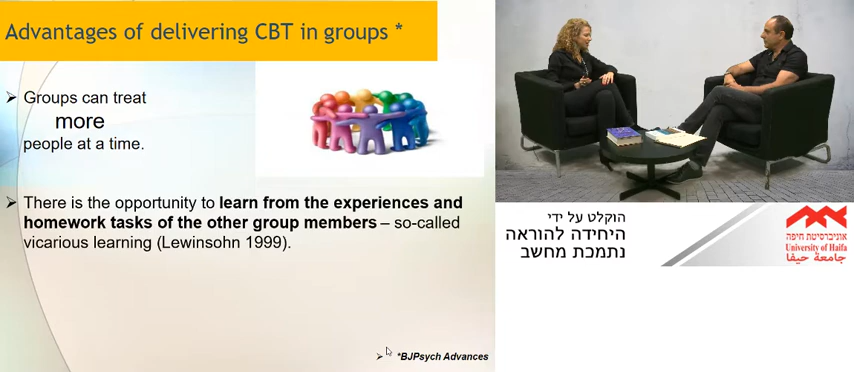 Advantages of delivering CBT in groups *
➢ Groups can treat
more
people at a time.
➢ There is the opportunity to learn from the experiences and
homework tasks of the other group members – so-called
vicarious learning (Lewinsohn 1999).
➢ *BJPsych Advances
הוקלט על ידי
היחידה להוראה
נתמכת מחשב
אוניברסיטת חיפה
University of Haifa
جامعة حيفا